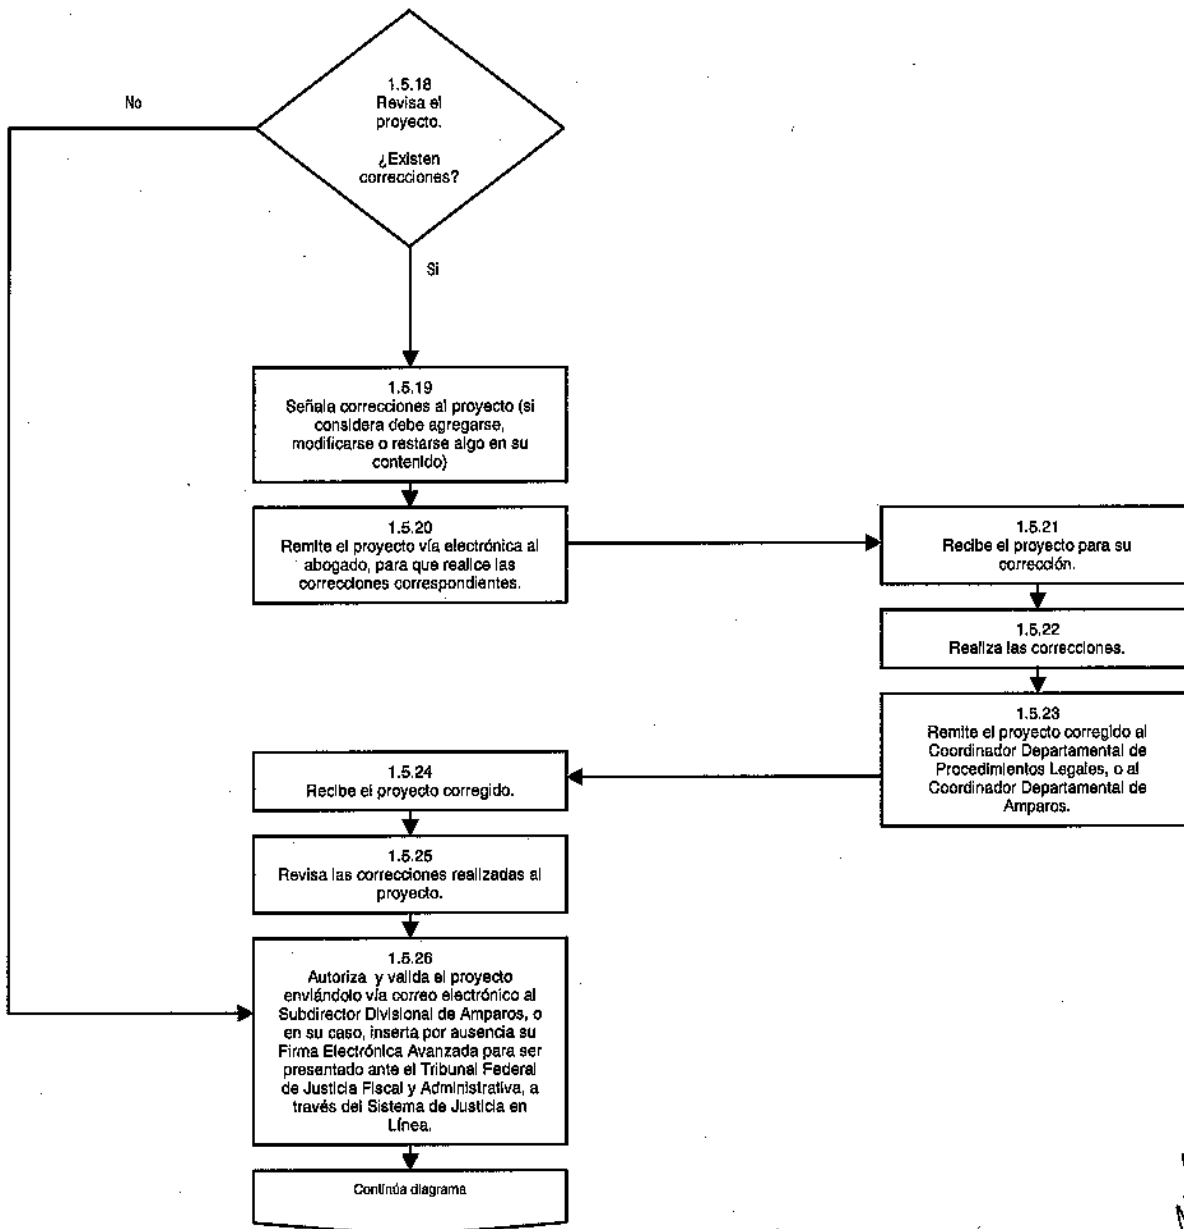 1.5.18
Revisa el
proyecto.
¿Existen
correcciones?
No
Si
1.5.19
Señala correcciones al proyecto (si
considera debe agregarse,
modificarse o restarse algo en su
contenido)
1.5.20
Remite el proyecto vía electrónica al
abogado, para que realice las
correcciones correspondientes.
1.5.21
Recibe el proyecto para su
corrección.
1.5.22
Realiza las correcciones.
1.5.23
Remite el proyecto corregido al
Coordinador Departamental de
Procedimientos Legales, o al
Coordinador Departamental de
Amparos.
1.5.24
Recibe el proyecto corregido.
1.5.25
Revisa las correcciones realizadas al
proyecto.
1.5.26
Autoriza y valida el proyecto
enviándolo vía correo electrónico al
Subdirector Divisional de Amparos, o
en su caso, inserta por ausencia su
Firma Electrónica Avanzada para ser
presentado ante el Tribunal Federal
de Justicia Fiscal y Administrativa, a
través del Sistema de Justicia en
Línea.
Continúa diagrama